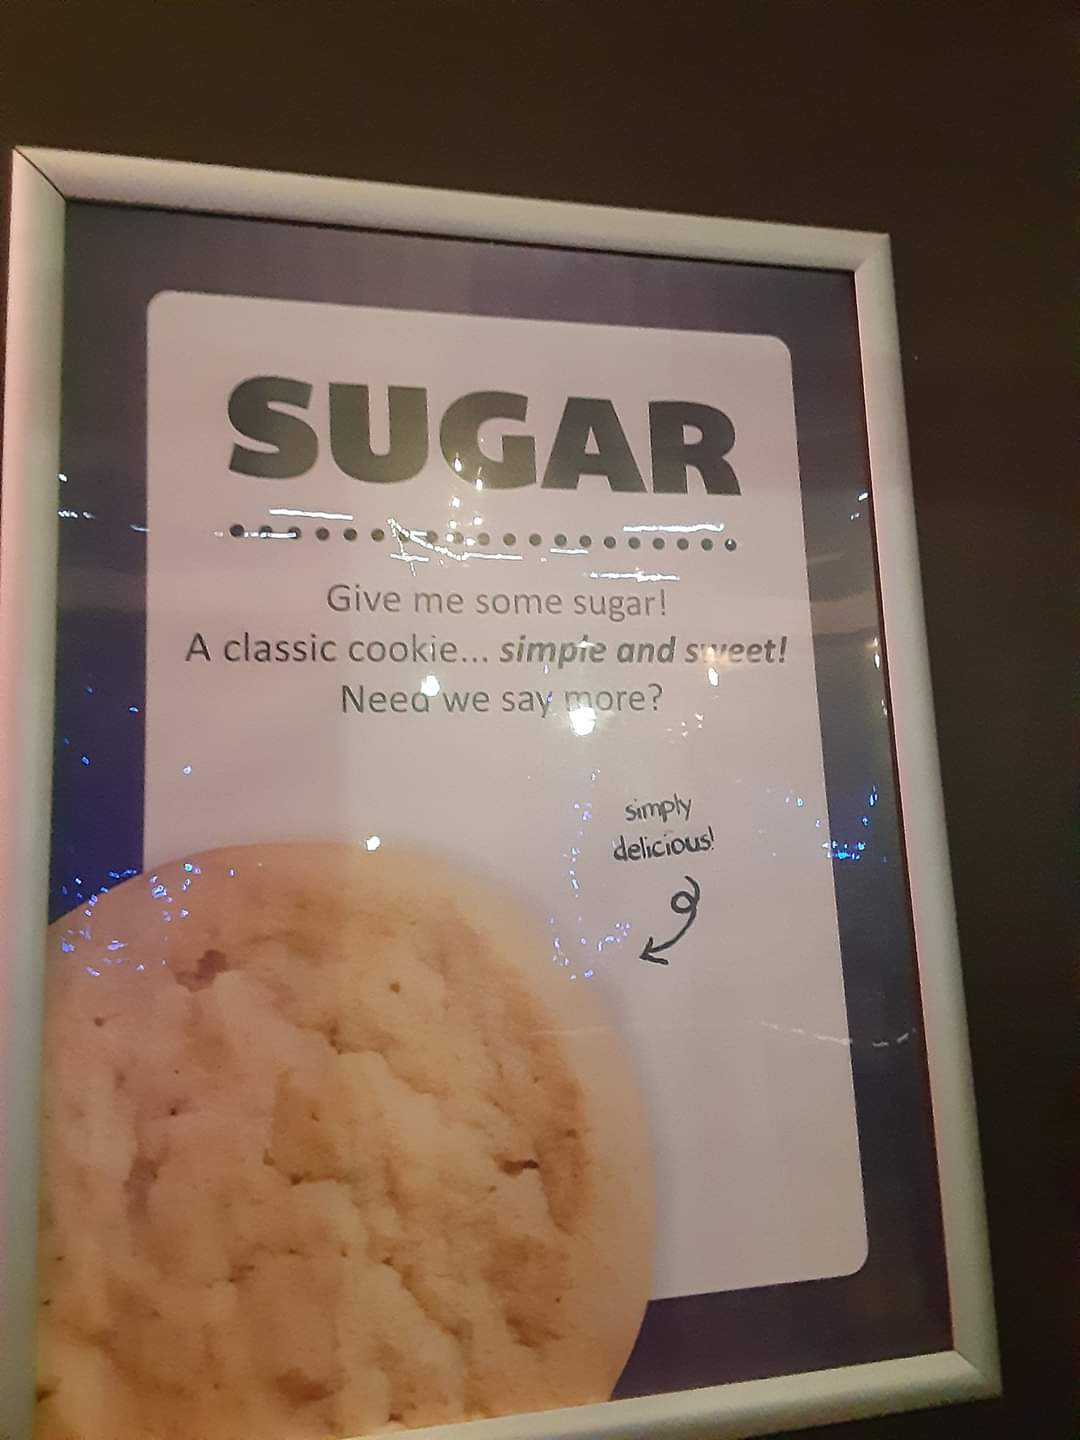 SUGAR
Give me some sugar!
A classic cookie... simple and sweet!
Need we say more?
simply
delicious!